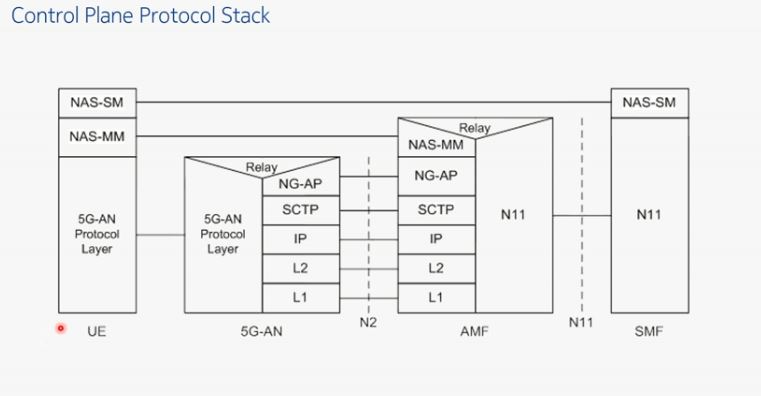 Control Plane Protocol Stack
NAS-SM
NAS-SM
NAS-MM
Relay
NAS-MM
Relay
NG-AP
NG-AP
SCTP
SCTP
5G-AN
Protocol
Layer
5G-AN
Protocol
Layer
N11
N11
IP
IP
L2
L2
L1
L1
UE
5G-AN
N2
AMF
N11
SMF